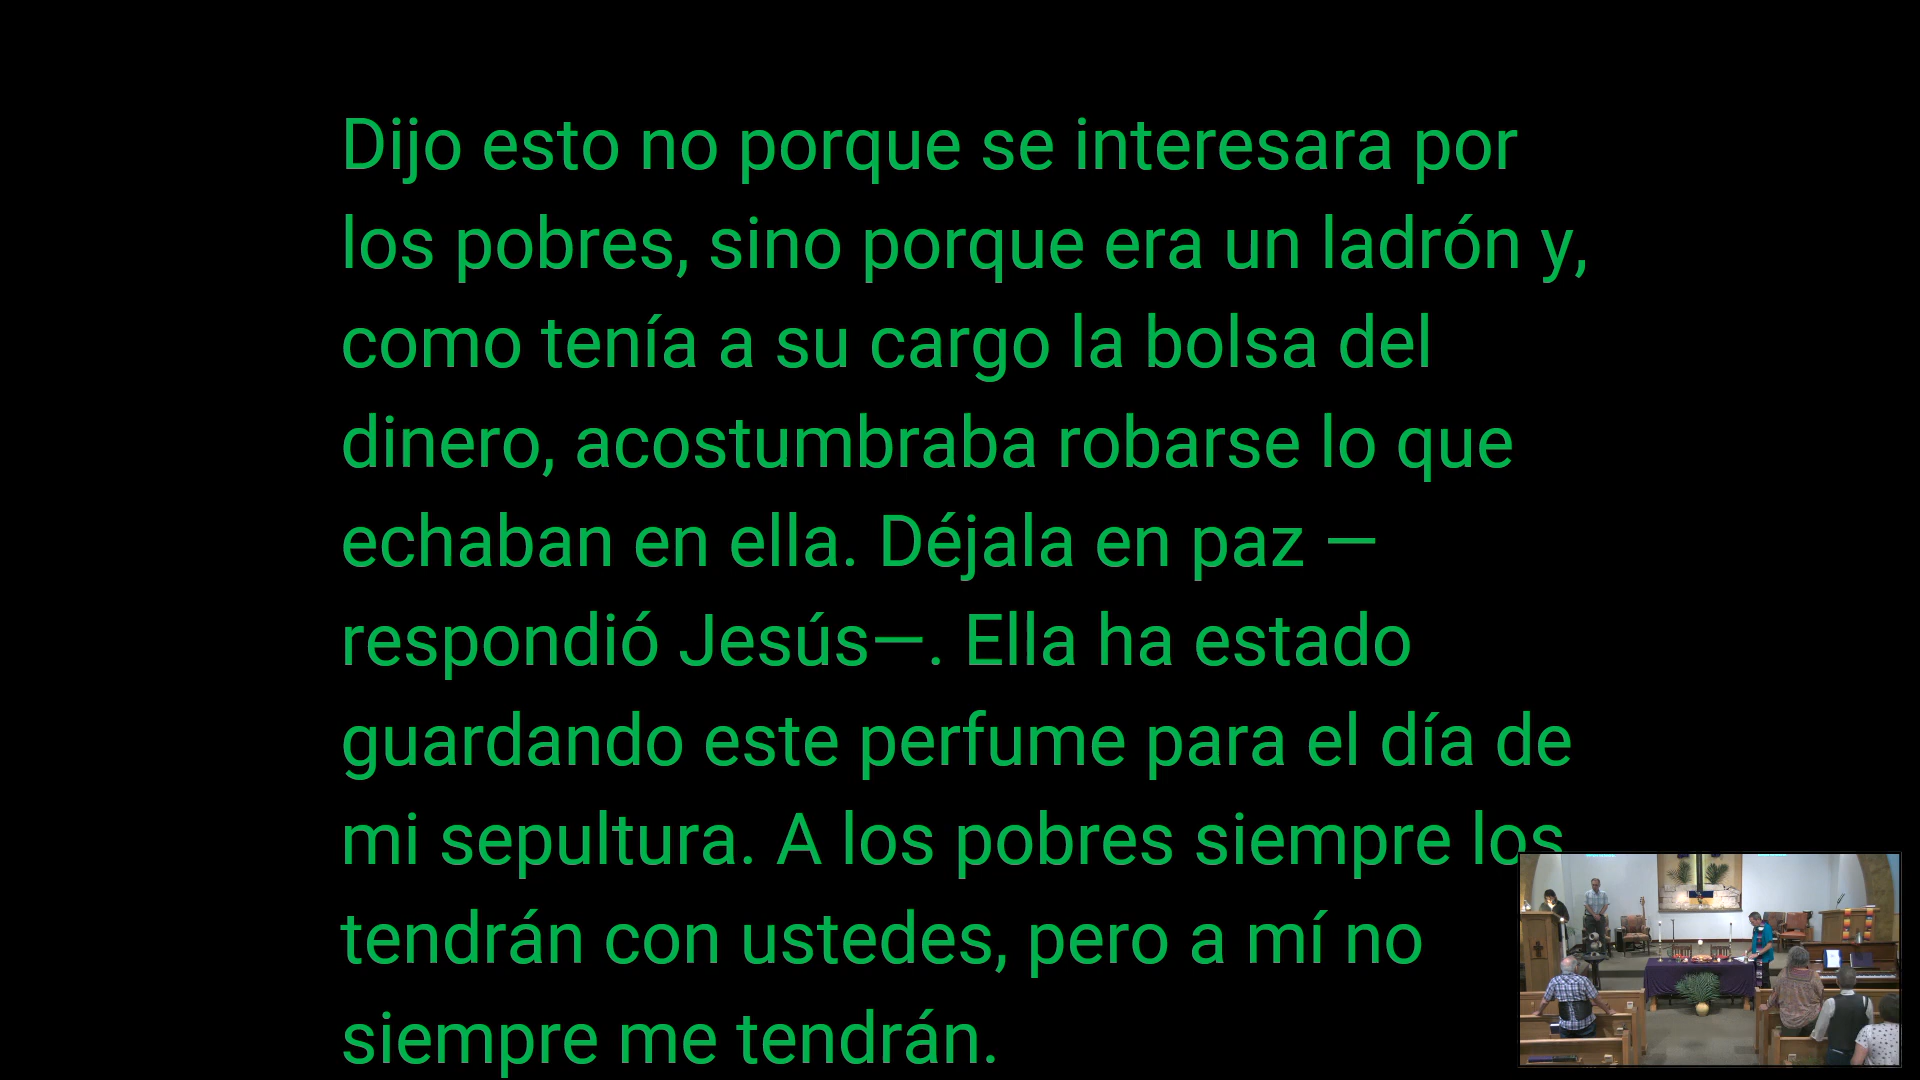 Dijo esto no porque se interesara por
los pobres, sino porque era un ladrón y,
como tenía a su cargo la bolsa del
dinero, acostumbraba robarse lo que
echaban en ella. Déjala en paz —
respondió Jesús—. Ella ha estado
guardando este perfume para el día de
mi sepultura. A los pobres siempre los
tendrán con ustedes, pero a mí no
siempre me tendrán.